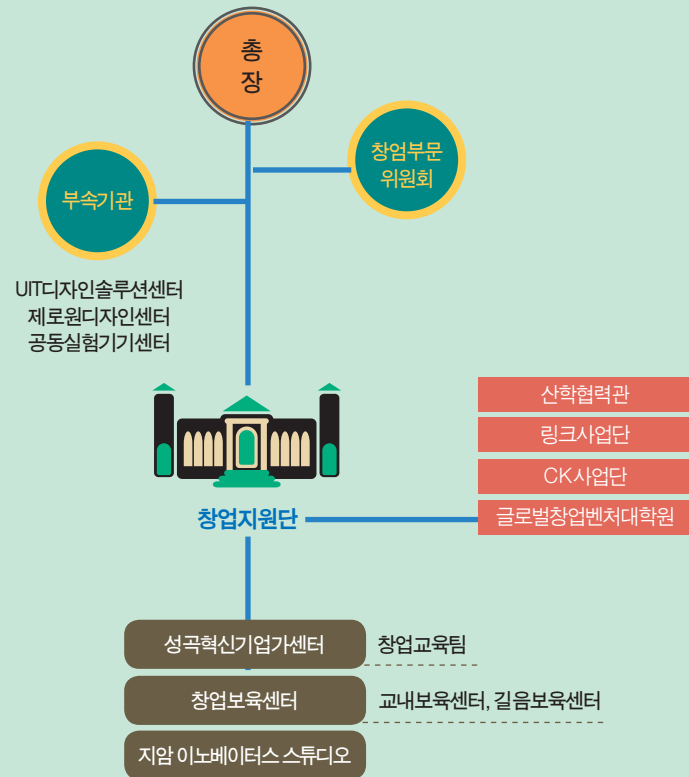 총
장
창엄부문
위원회
부속기관
UIT디자인솔루션센터
제로원디자인센터
공동실험기기센터
산학협력관
링크사업단
CK사업단
글로벌창업벤처대학원
창업지원단
성곡혁신기업가센터
창업교육팀
창업보육센터
교내보육센터, 길음보육센터
지암 이노베이터스 스튜디오